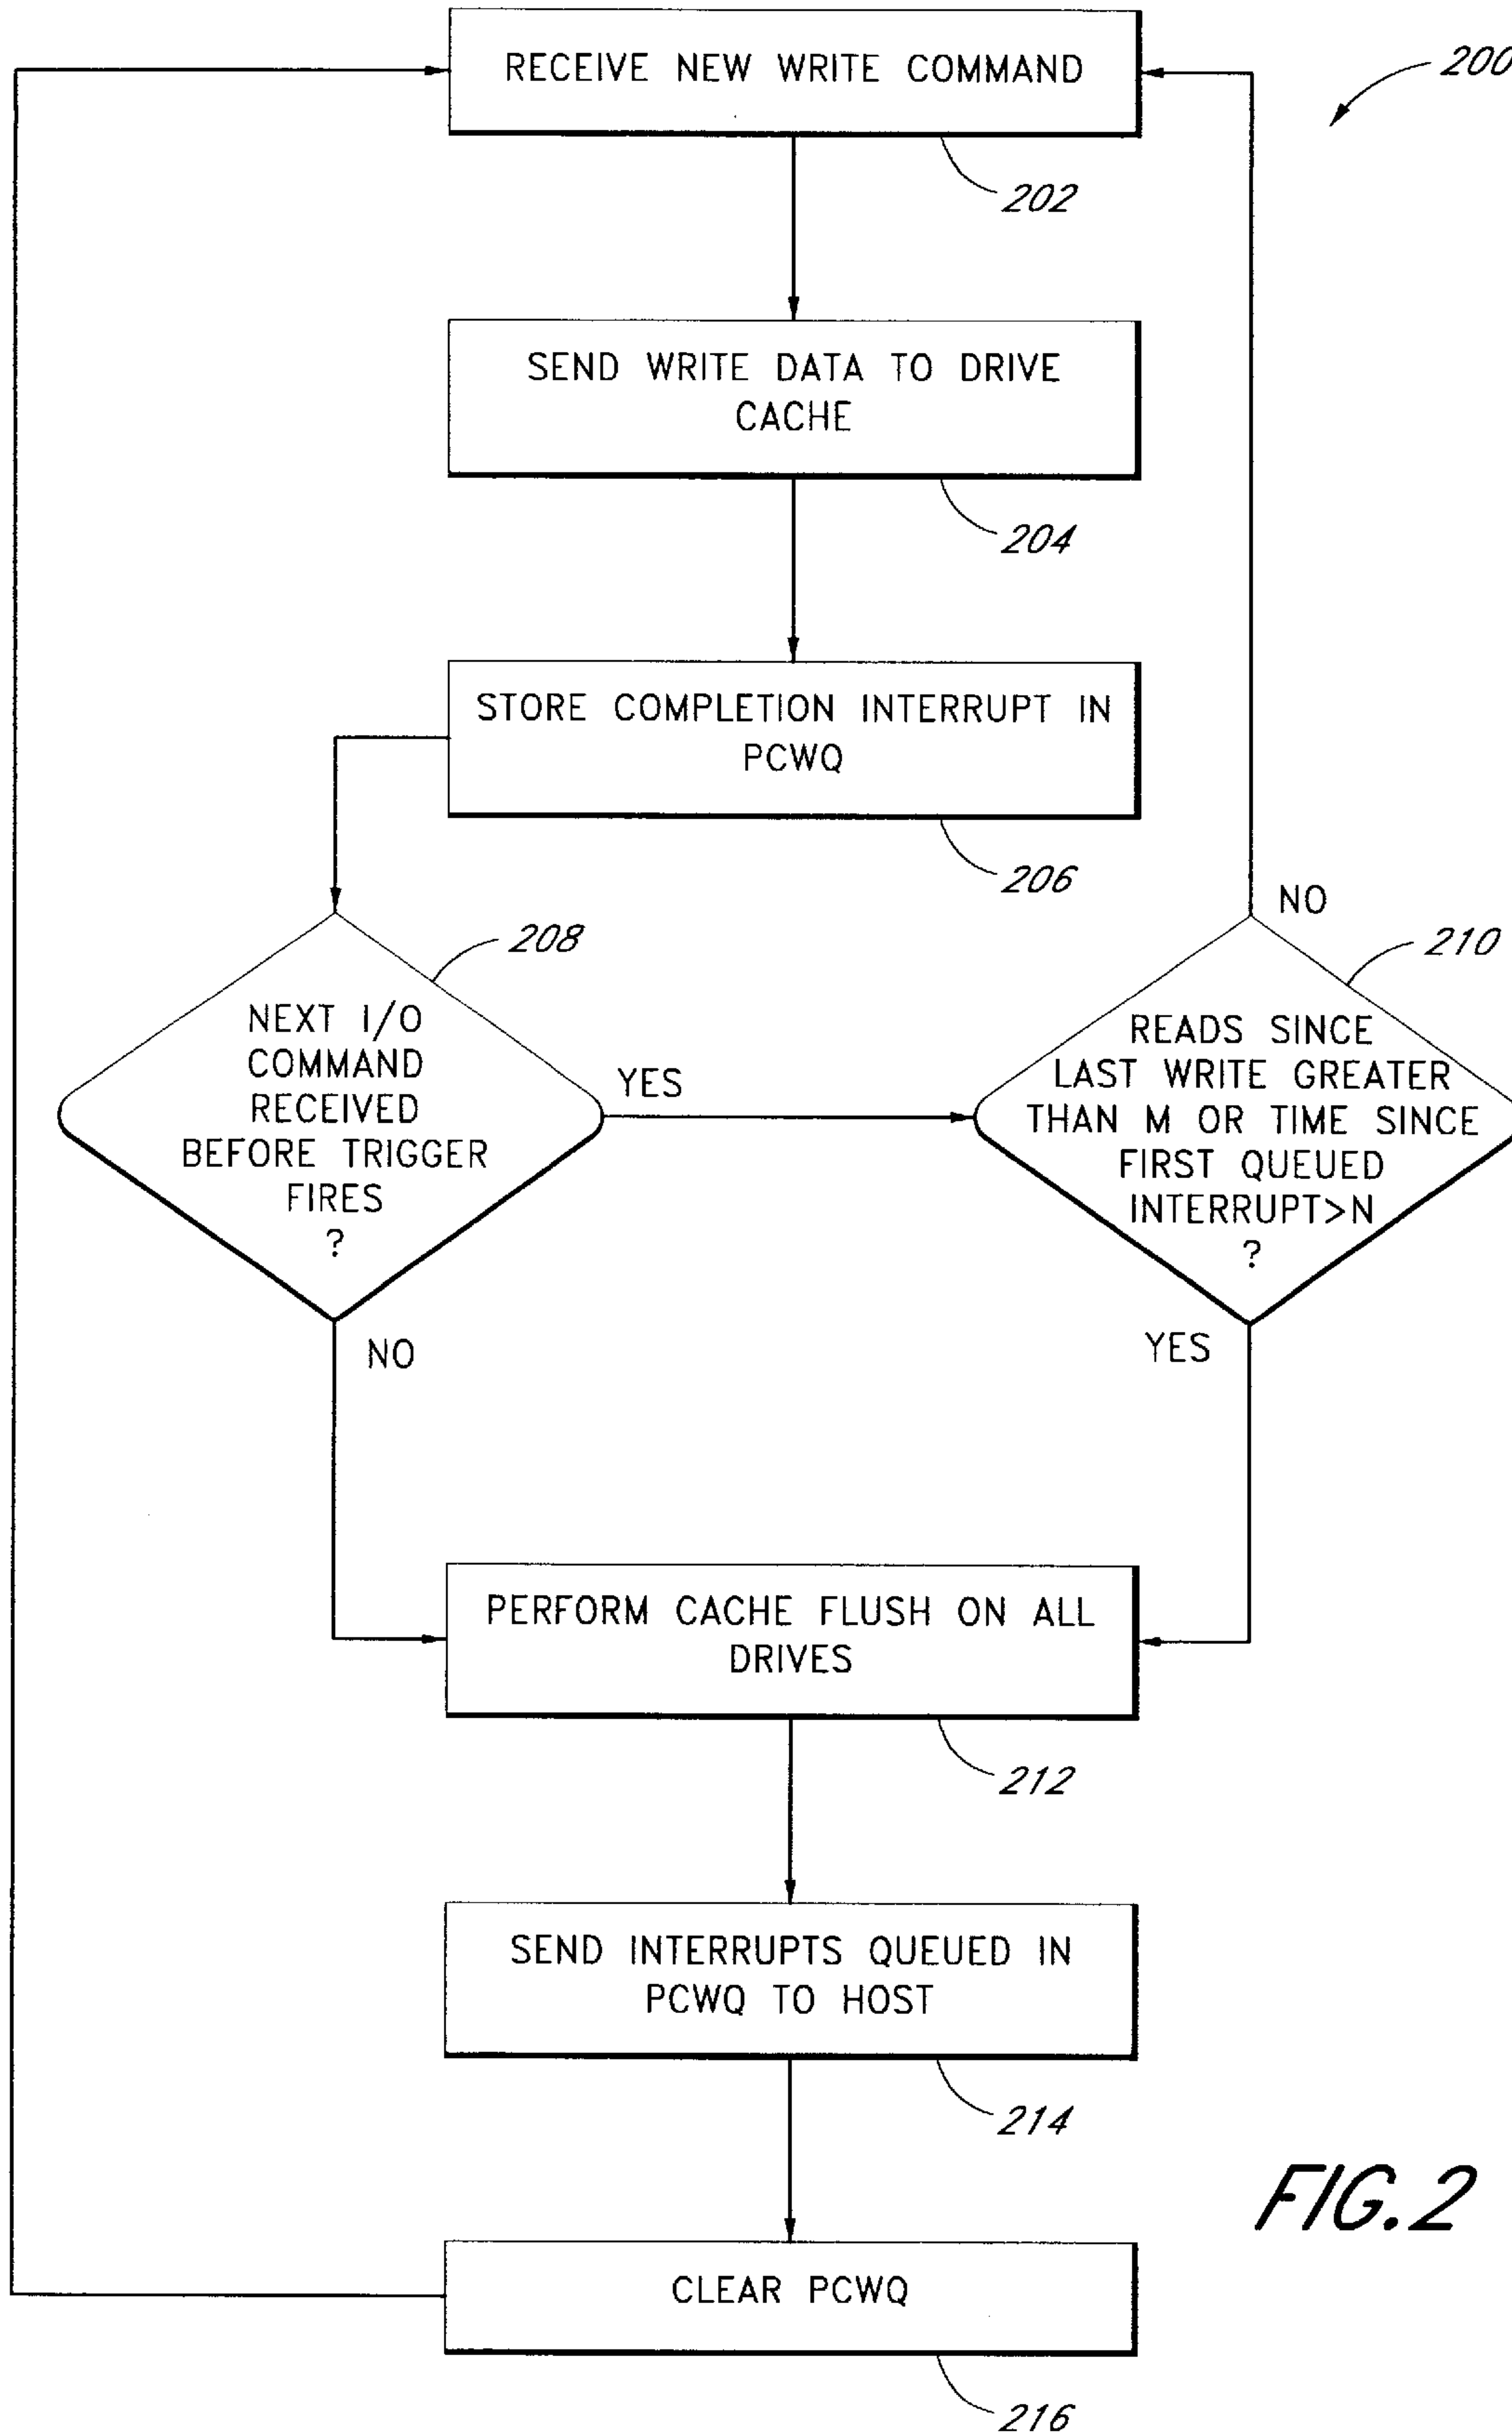 200
RECEIVE NEW WRITE COMMAND
202
SEND WRITE DATA TO DRIVE
CACHE
204
STORE COMPLETION INTERRUPT IN
PCWQ
206
208
NEXT I/O
COMMAND
RECEIVED
BEFORE TRIGGER
FIRES
?
YES
NO
NO
210
READS SINCE
LAST WRITE GREATER
THAN M OR TIME SINCE
FIRST QUEUED
INTERRUPT>N
?
YES
PERFORM CACHE FLUSH ON ALL
DRIVES
212
SEND INTERRUPTS QUEUED IN
PCWQ TO HOST
214
CLEAR PCWQ
216
FIG.2